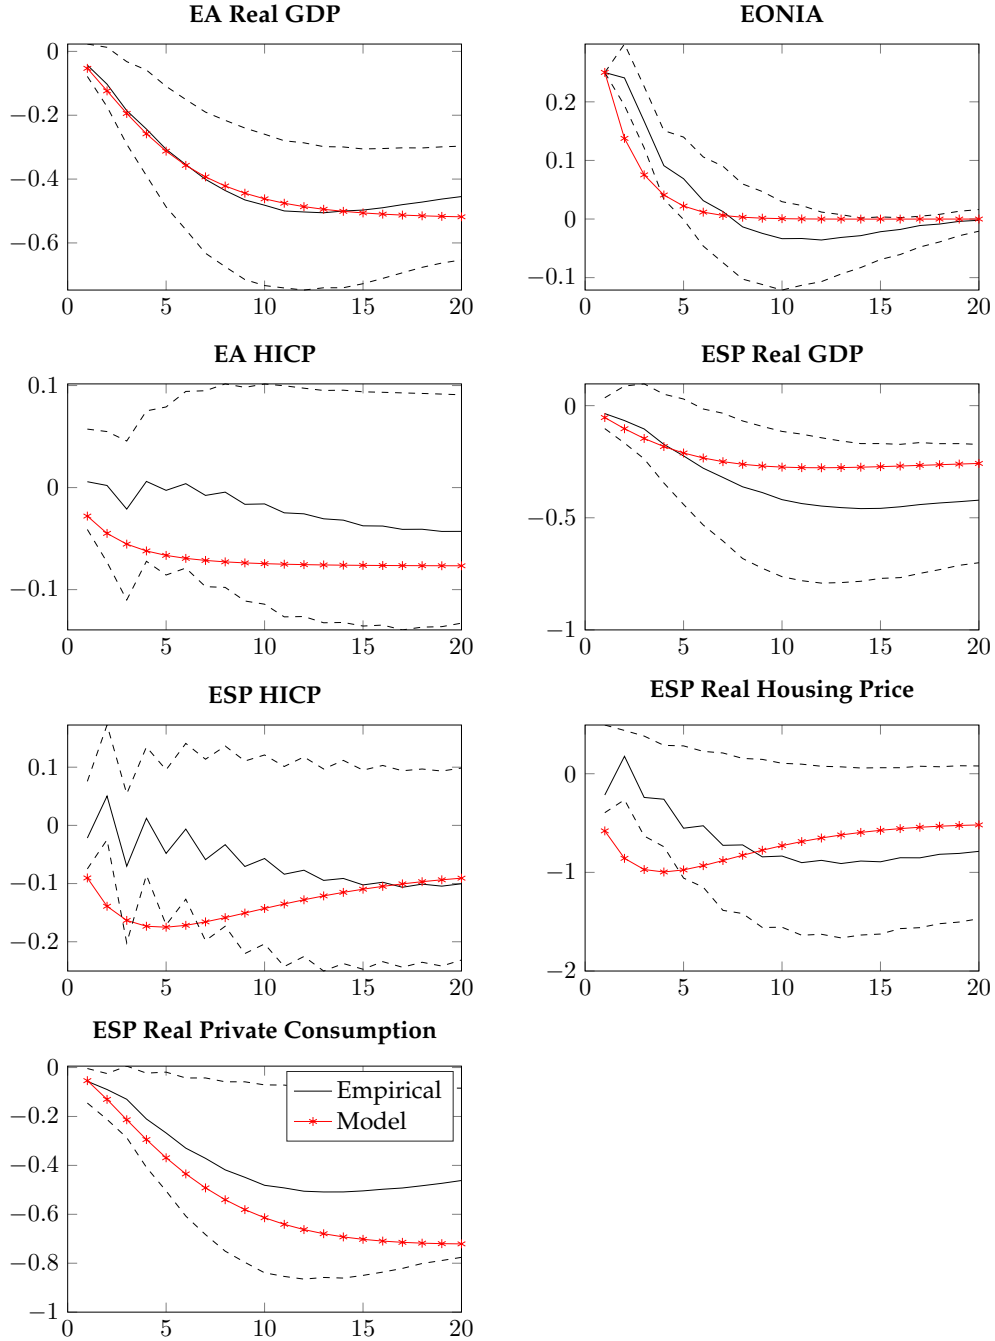 EA Real GDP
0
−0.2
−0.4
−0.6
0 5 10 15 20
EONIA
0.2
0.1
0
−0.1
0 5 10 15 20
EA HICP
0.1
0
−0.1
0 5 10 15 20
ESP Real GDP
0
−0.5
−1
0 5 10 15 20
ESP HICP
0.1
0
−0.1
−0.2
0 5 10 15 20
ESP Real Housing Price
0
−1
−2
0 5 10 15 20
ESP Real Private Consumption
0
−0.2
−0.4
−0.6
−0.8
−1
0 5 10 15 20
Empirical
Model